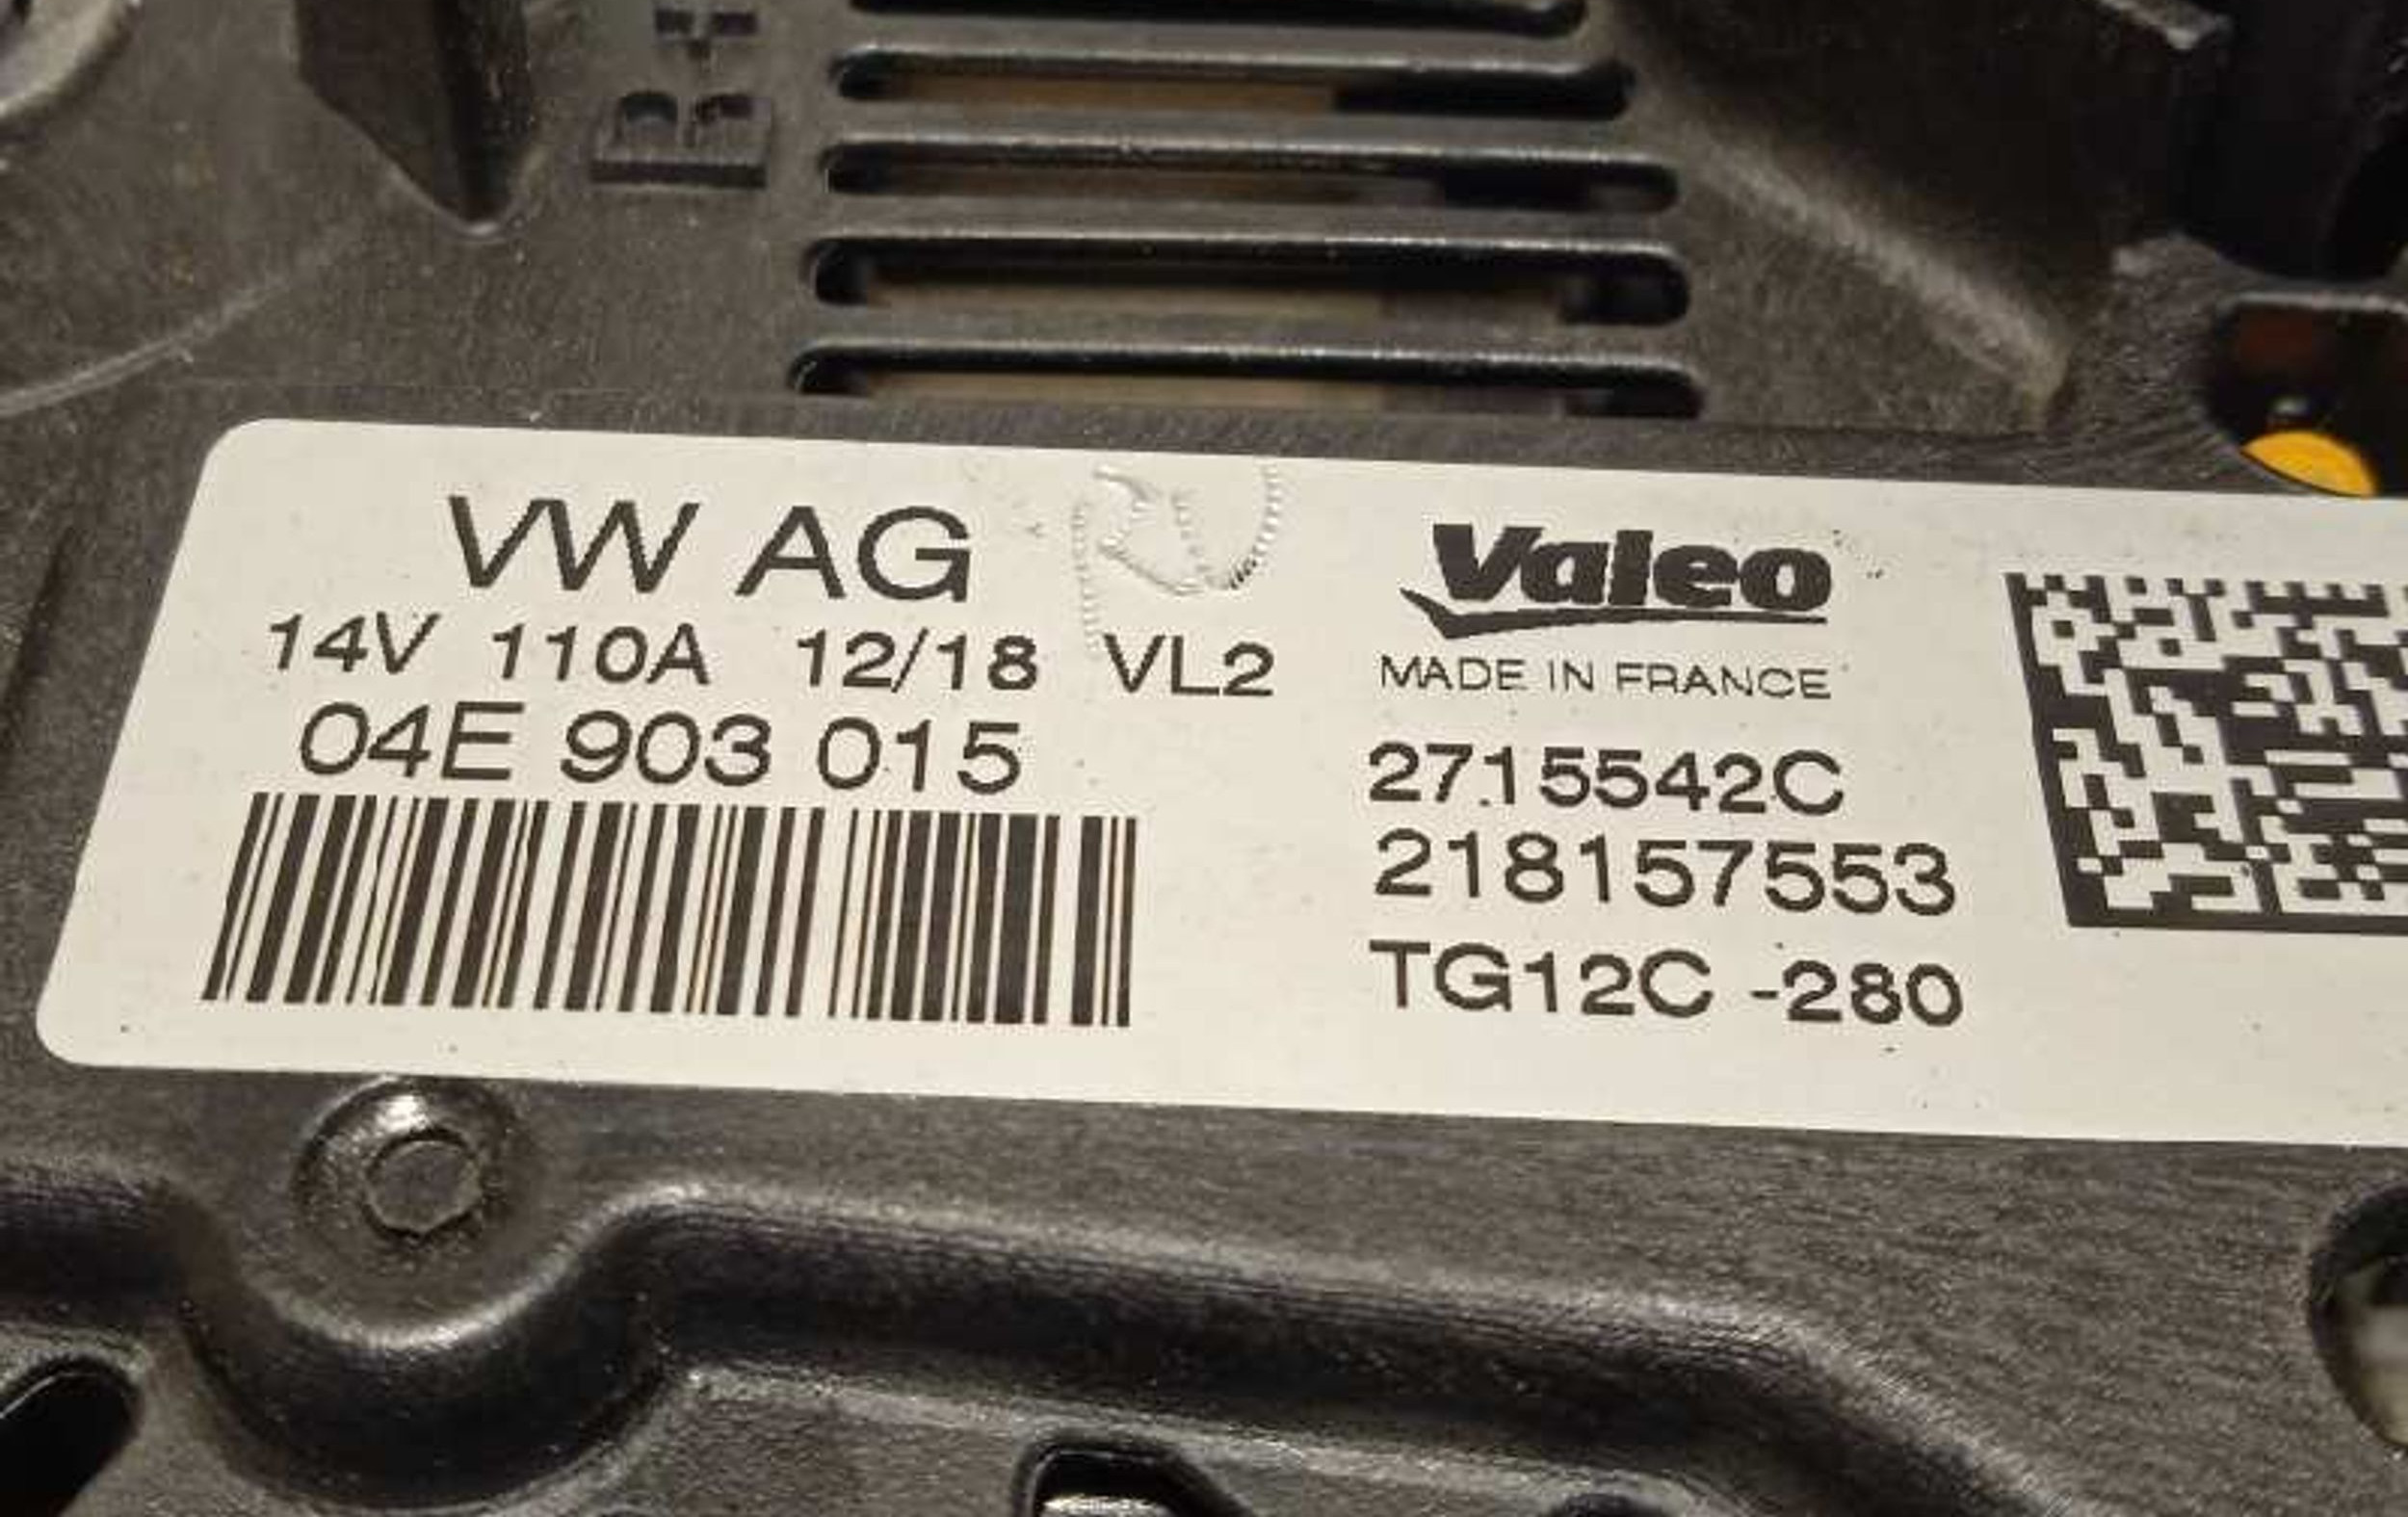 VW AG
14V 110A 12/18 VL2
04E 903 015
Valeo
MADE IN FRANCE
2715542C
218157553
TG12C -280